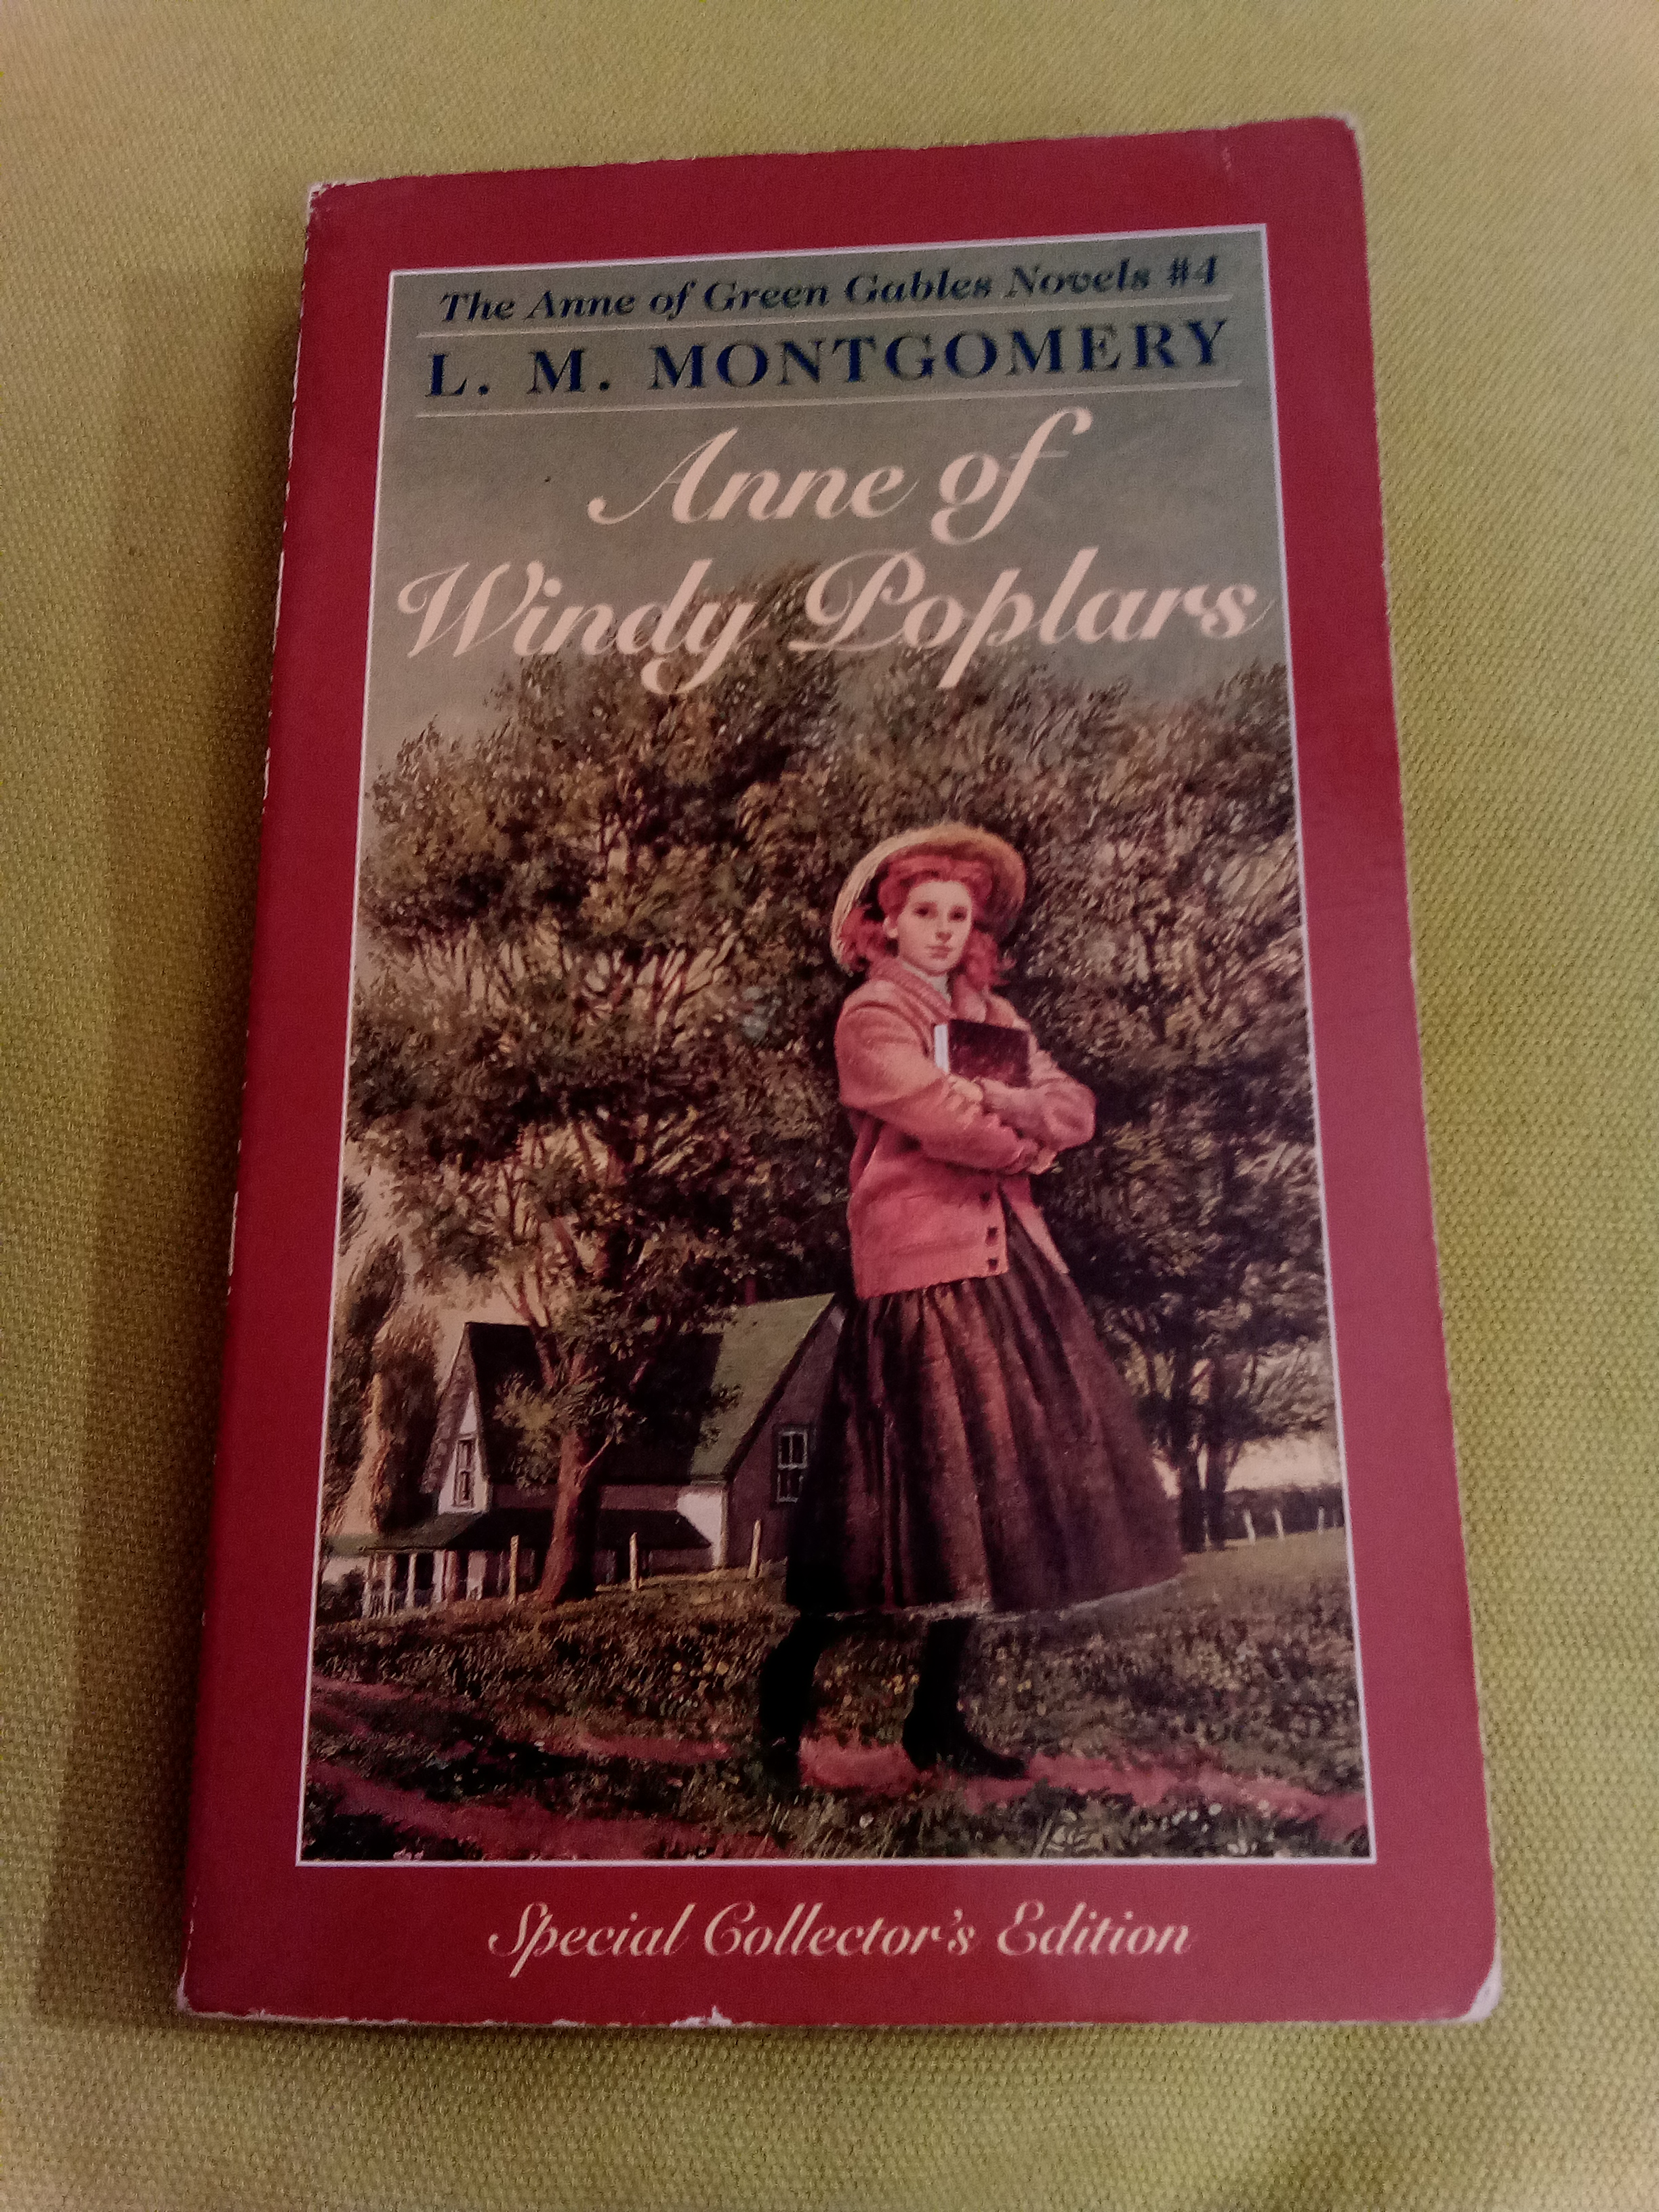 The Anne of Green Gables Novels #4
L. M. MONTGOMERY
Anne of
Windy Poplars
Special Collector's Edition